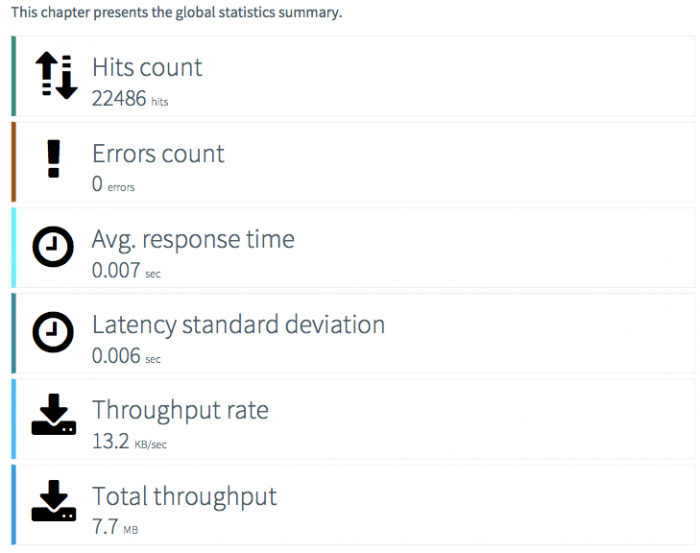 This chapter presents the global statistics summary.
Hits count
22486 hits
Errors count
0 errors
Avg. response time
0.007 sec
Latency standard deviation
0.006 sec
Throughput rate
13.2 KB/sec
Total throughput
7.7 MB